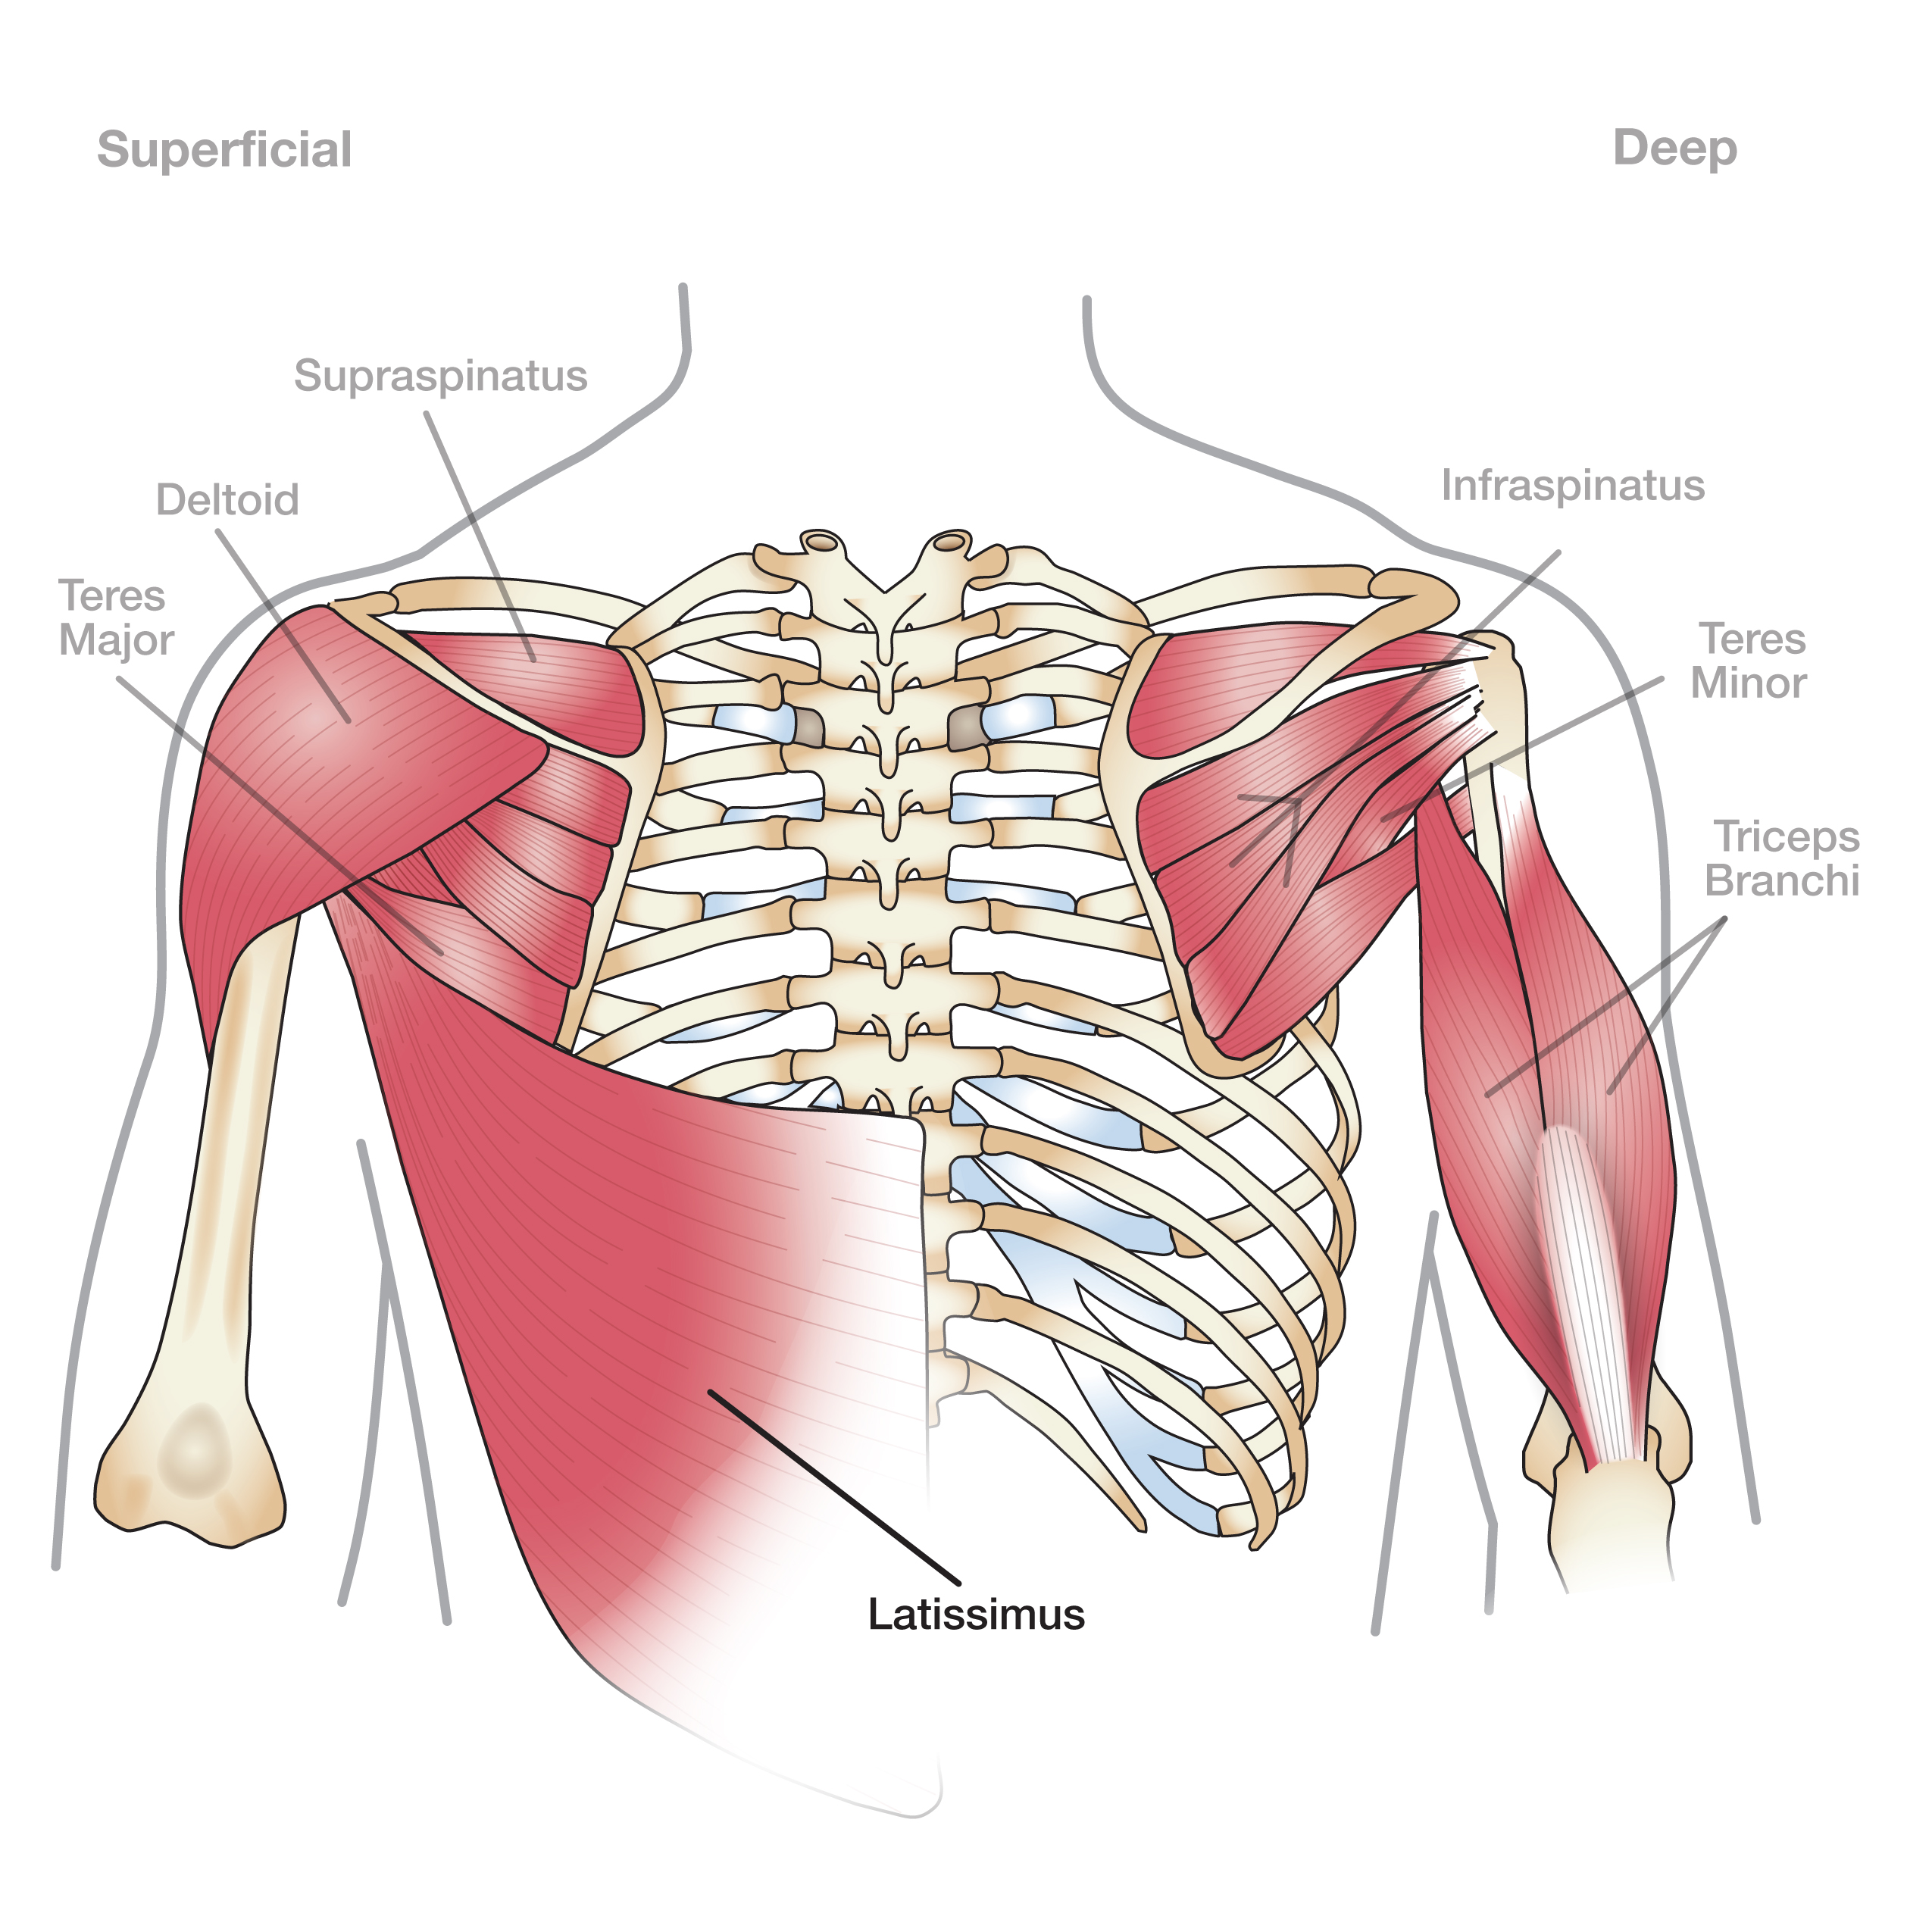 Superficial
Deep
Supraspinatus
Deltoid
Infraspinatus
Teres
Major
Teres
Minor
Triceps
Branchi
Latissimus